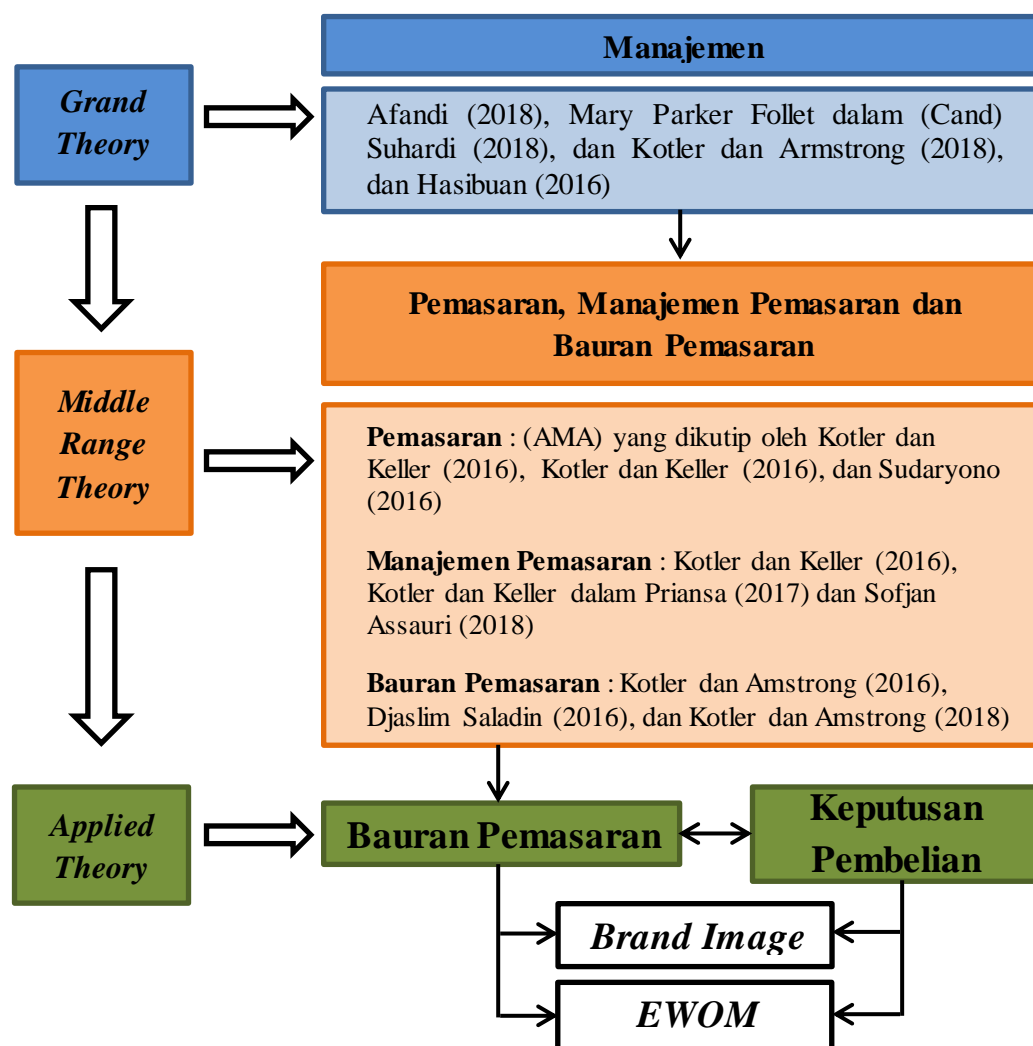 Manajemen
Grand
Theory
Afandi (2018), Mary Parker Follet dalam (Cand)
Suhardi (2018), dan Kotler dan Armstrong (2018),
dan Hasibuan (2016)
Pemasaran, Manajemen Pemasaran dan
Bauran Pemasaran
Middle
Range
Theory
Pemasaran : (AMA) yang dikutip oleh Kotler dan
Keller (2016), Kotler dan Keller (2016), dan Sudaryono
(2016)
Manajemen Pemasaran : Kotler dan Keller (2016),
Kotler dan Keller dalam Priansa (2017) dan Sofjan
Assauri (2018)
Bauran Pemasaran : Kotler dan Amstrong (2016),
Djaslim Saladin (2016), dan Kotler dan Amstrong (2018)
Applied
Theory
Bauran Pemasaran
Keputusan
Pembelian
Brand Image
EWOM